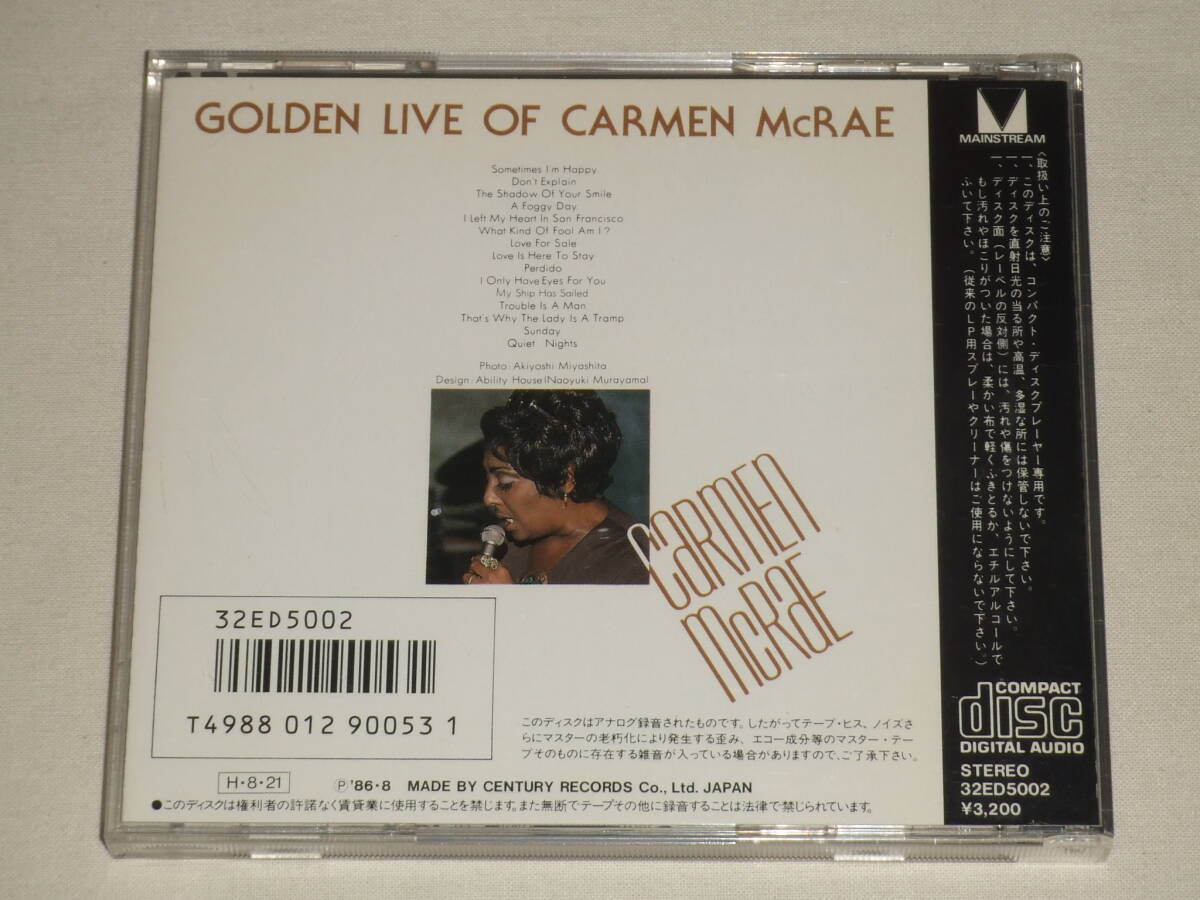 GOLDEN LIVE OF CARMEN McRAE
Sometimes I'm Happy
Don't Explain
The Shadow Of Your Smile
A Foggy Day
I Left My Heart In San Francisco
What Kind Of Fool Am I?
Love For Sale
Love Is Here To Stay
Perdido
I Only Have Eyes For You
My Ship Has Sailed
Trouble Is A Man
That's Why The Lady Is A Tramp
Sunday
Quiet Nights
Photo: Akiyoshi Miyashita
Design: Ability House (Naoyuki Murayama)
CARMEN
McRAE
32ED5002
T4988 012 90053 1
このディスクはアナログ録音されたものです。したがってテープ・ヒス、ノイズさ
らにマスターの老朽化により発生する歪み、エコー成分等のマスター・テー
プそのものに存在する雑音が入っている場合がありますので、ご了承下さい。
H・8・21
Ⓟ'86・8 MADE BY CENTURY RECORDS Co., Ltd. JAPAN
●このディスクは権利者の許諾なく賃貸業に使用することを禁じます。また無断でテープその他に録音することは法律で禁じられています。
MAINSTREAM
〈取扱い上のご注意〉
一、このディスクは、コンパクト・ディスクプレーヤー専用です。
一、ディスクを直射日光の当る所や高温、多湿な所には保管しないで下さい。
一、ディスク面(レーベルの反対側)には、汚れや傷をつけないようにして下さい。
もし汚れやほこりがついた場合は、柔かい布で軽くふきとるか、エチルアルコールで
ふいて下さい。(従来のLP用スプレーやクリーナーはご使用にならないで下さい。)
COMPACT
disc
DIGITAL AUDIO
STEREO
32ED5002
¥3,200